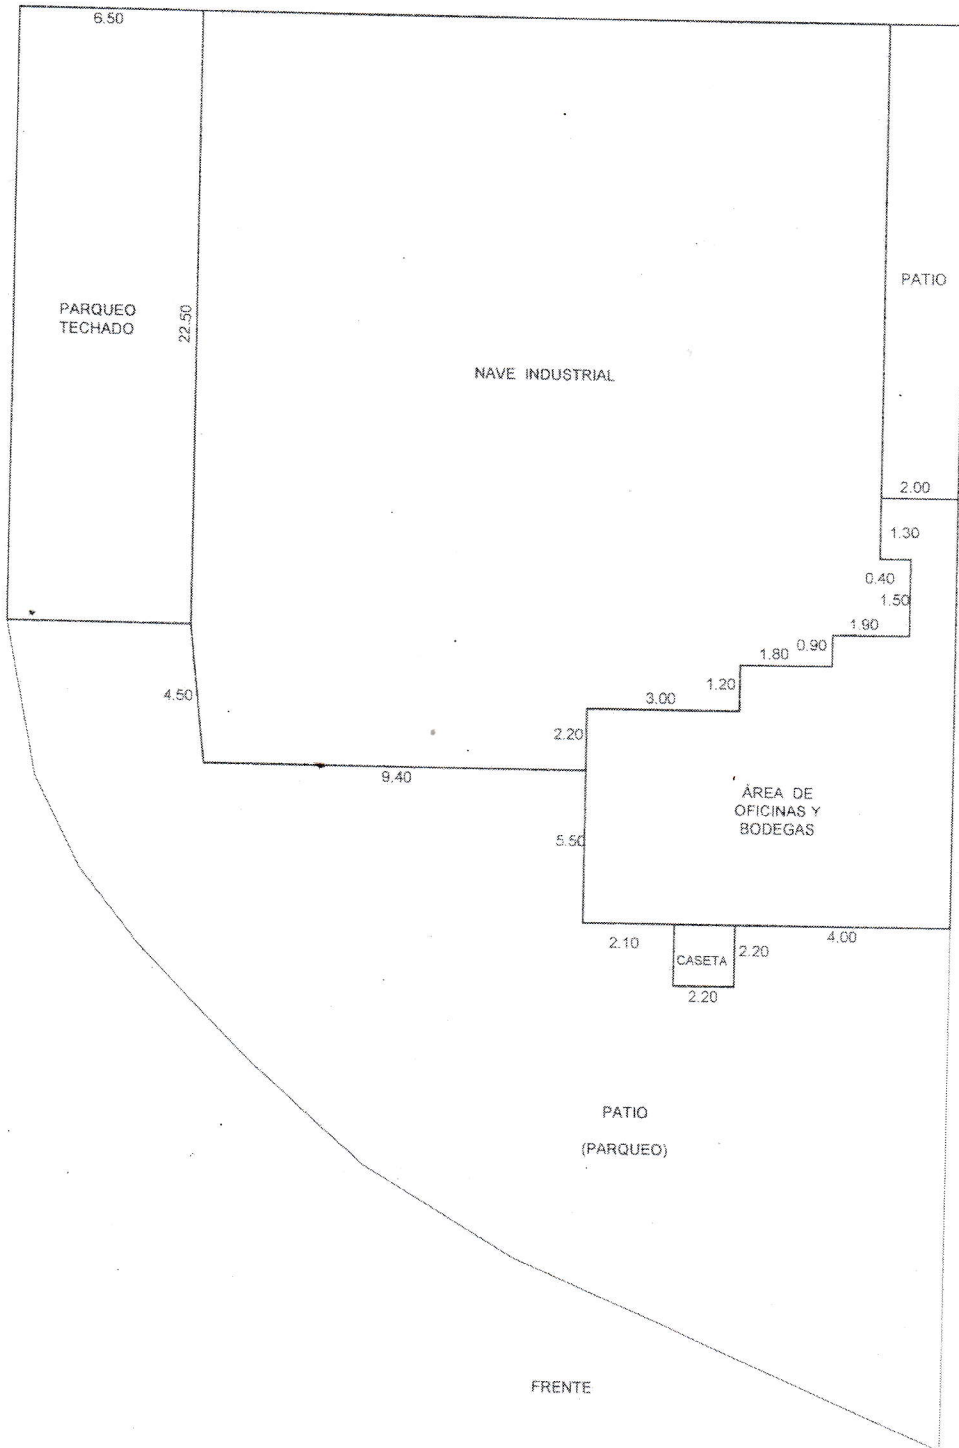 6.50
PARQUEO
TECHADO
22.50
NAVE INDUSTRIAL
PATIO
2.00
1.30
0.40
1.50
1.90
0.90
1.80
1.20
3.00
2.20
4.50
9.40
5.50
ÁREA DE
OFICINAS Y
BODEGAS
2.10
CASETA
2.20
4.00
2.20
PATIO
(PARQUEO)
FRENTE